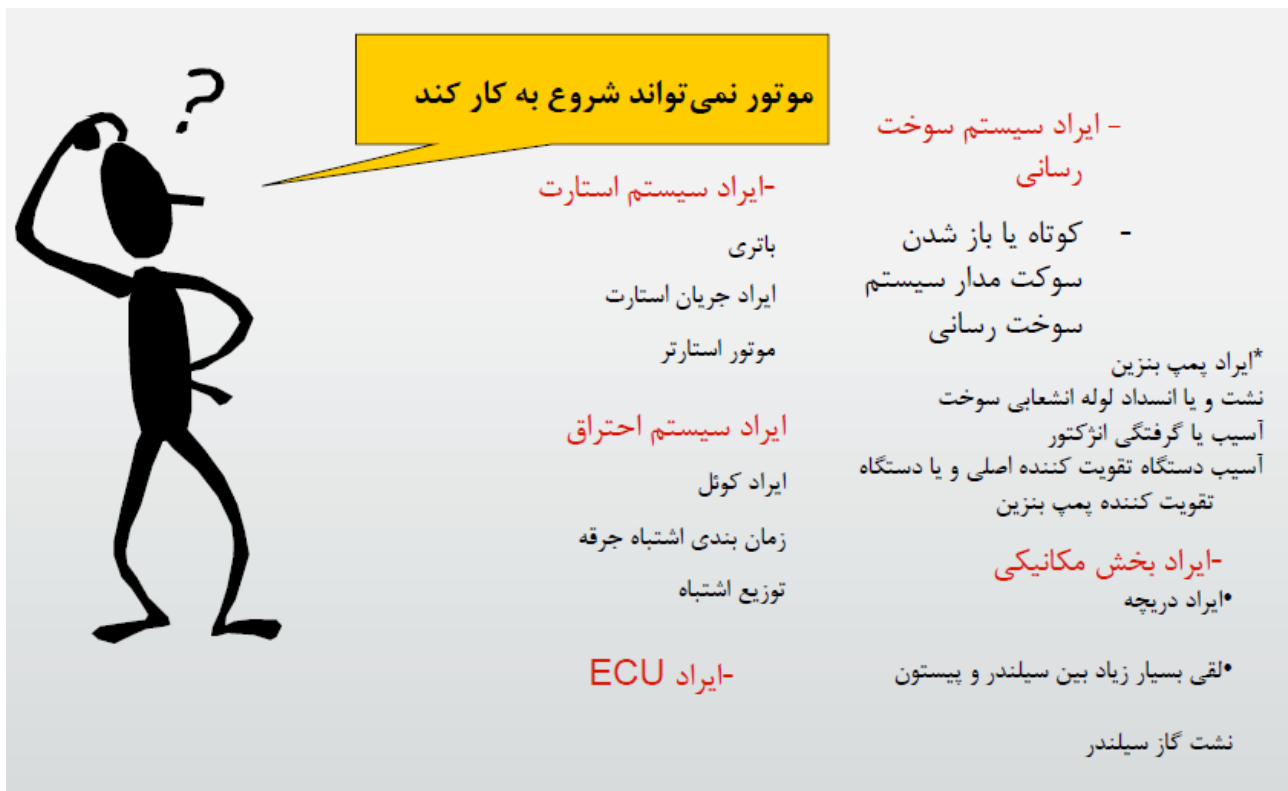 ?
موتور نمی‌تواند شروع به کار کند
- ایراد سیستم سوخت
رسانی
- کوتاه یا باز شدن
سوکت مدار سیستم
سوخت رسانی
*ایراد پمپ بنزین
نشت و یا انسداد لوله انشعابی سوخت
آسیب یا گرفتگی انژکتور
آسیب دستگاه تقویت کننده اصلی و یا دستگاه
تقویت کننده پمپ بنزین
-ایراد بخش مکانیکی
•ایراد دریچه
•لقی بسیار زیاد بین سیلندر و پیستون
نشت گاز سیلندر
-ایراد سیستم استارت
باتری
ایراد جریان استارت
موتور استارتر
ایراد سیستم احتراق
ایراد کوئل
زمان بندی اشتباه جرقه
توزیع اشتباه
-ایراد ECU